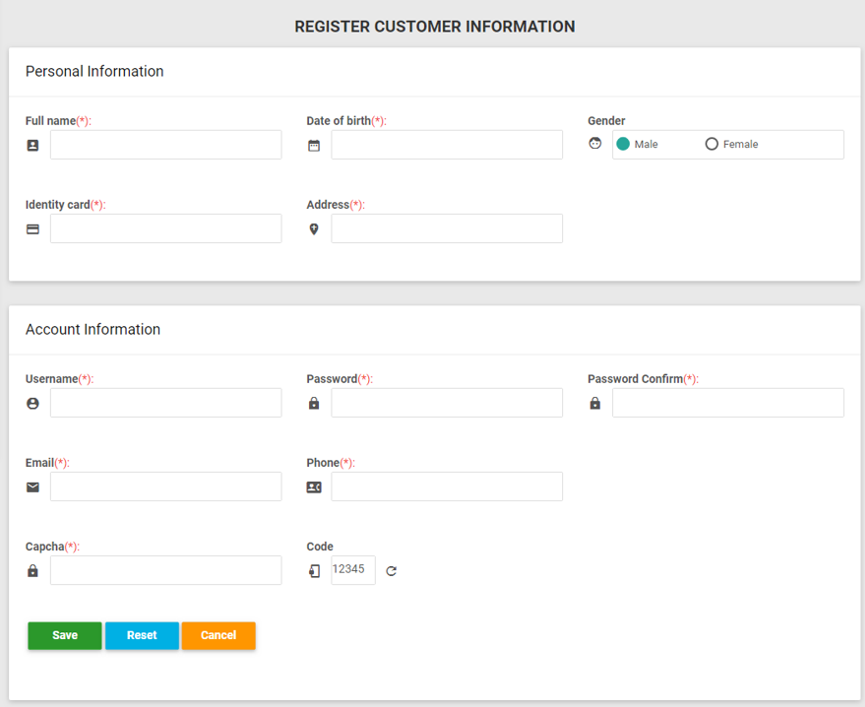 REGISTER CUSTOMER INFORMATION
Personal Information
Full name(*):
Date of birth(*):
Gender
Male
Female
Identity card(*):
Address(*):
Account Information
Username(*):
Password(*):
Password Confirm(*):
Email(*):
Phone(*):
Capcha(*):
Code
12345
Save
Reset
Cancel